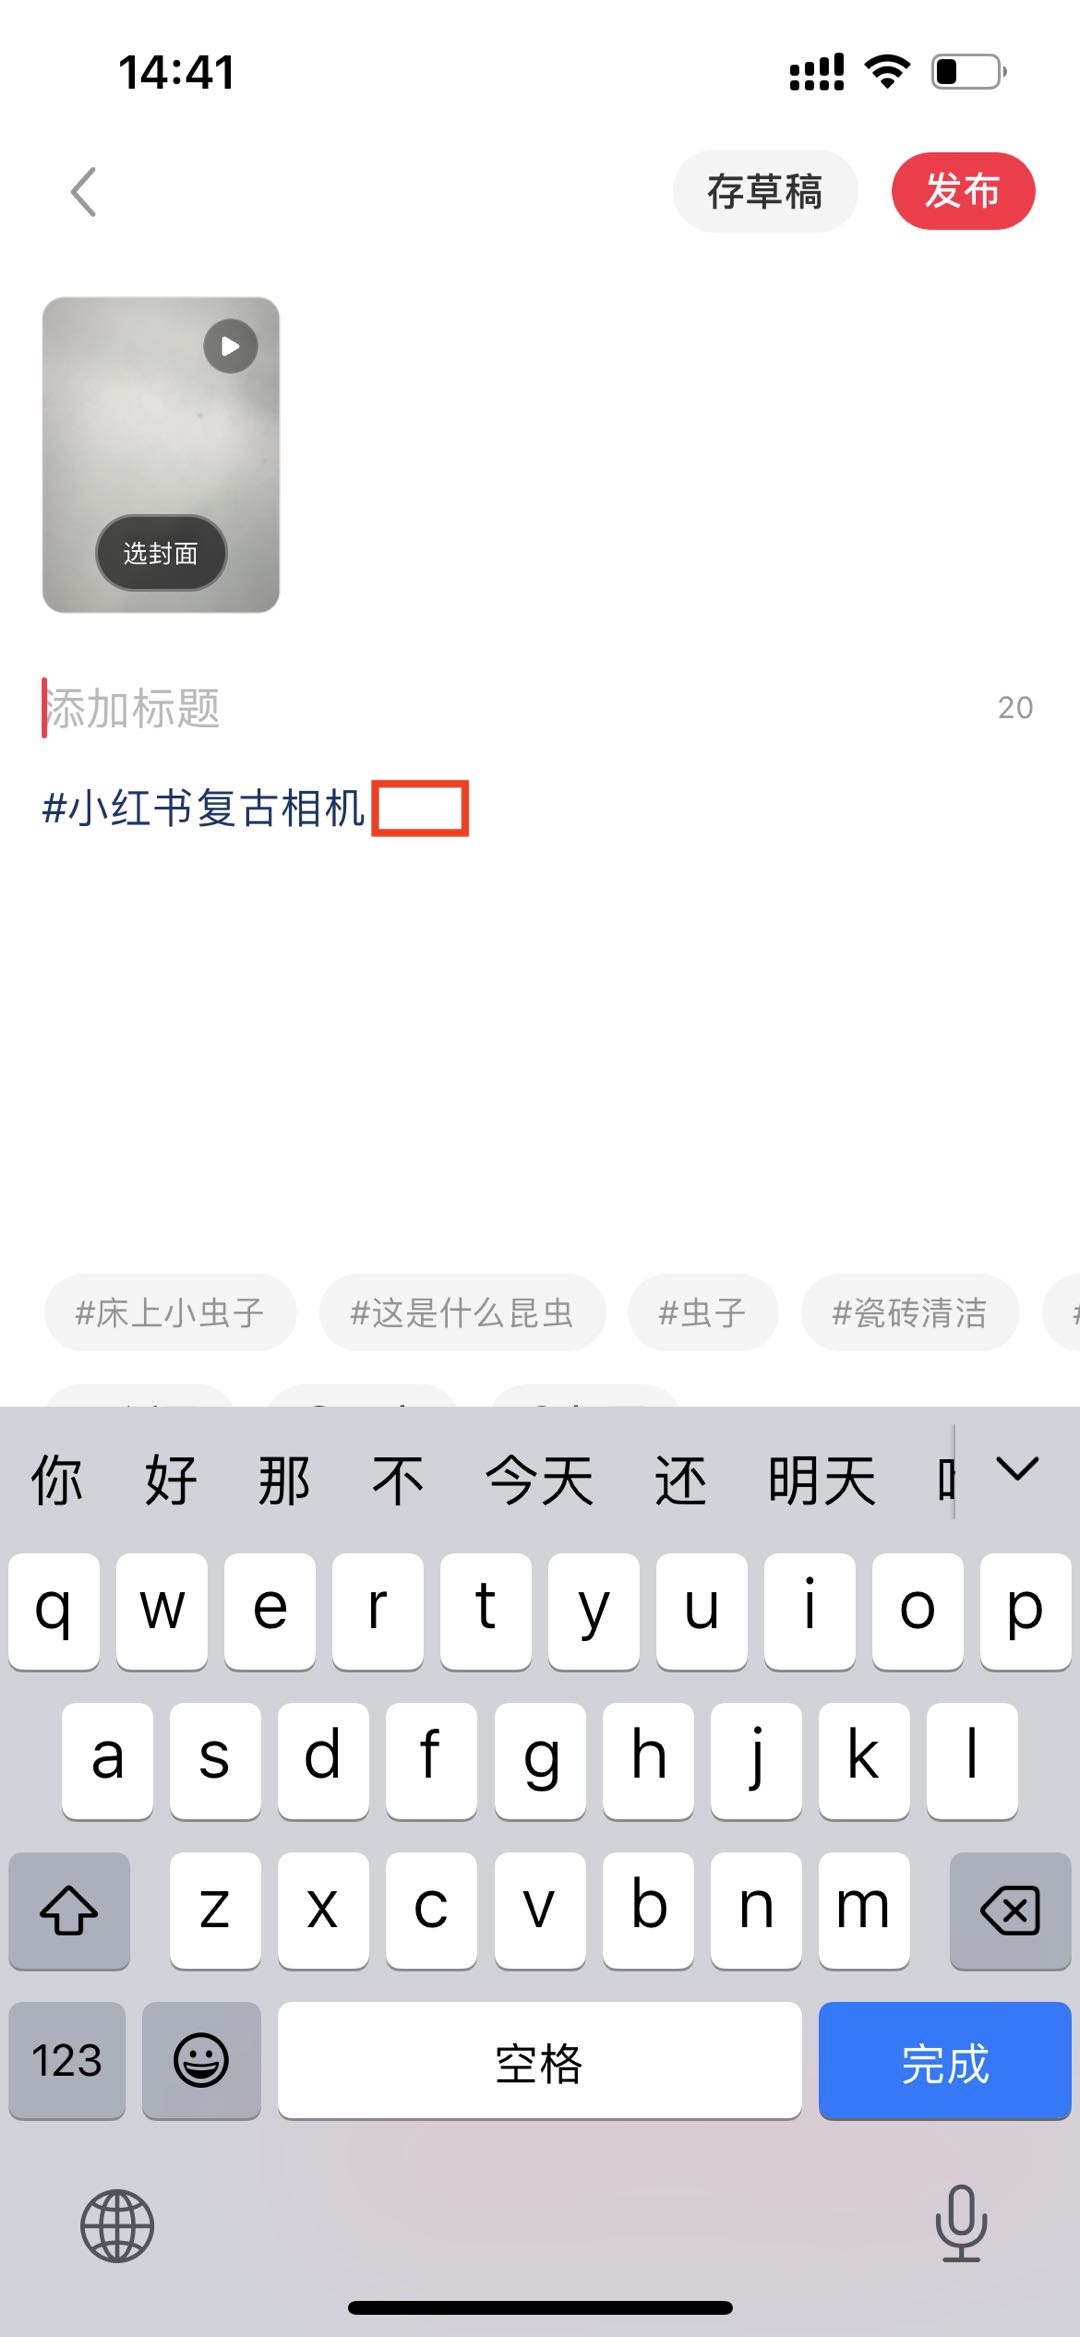 14:41
存草稿
发布
选封面
添加标题
20
#小红书复古相机
#床上小虫子 #这是什么昆虫 #虫子 #瓷砖清洁 #
你 好 那 不 今天 还 明天
q w e r t y u i o p
a s d f g h j k l
z x c v b n m
123 空格 完成